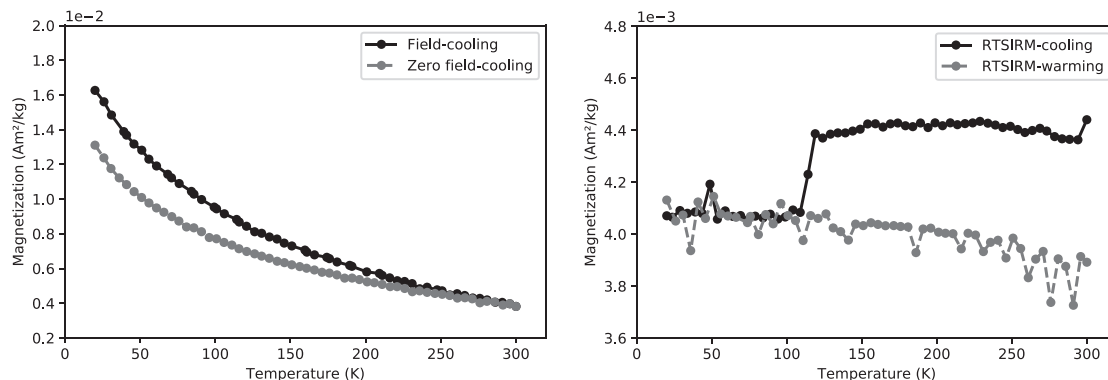 1e−2
2.0
1.8
1.6
1.4
1.2
1.0
0.8
0.6
0.4
0.2
0 50 100 150 200 250 300
Magnetization (Am²/kg)
Temperature (K)
Field-cooling
Zero field-cooling
1e−3
4.8
4.6
4.4
4.2
4.0
3.8
3.6
0 50 100 150 200 250 300
Magnetization (Am²/kg)
Temperature (K)
RTSIRM-cooling
RTSIRM-warming